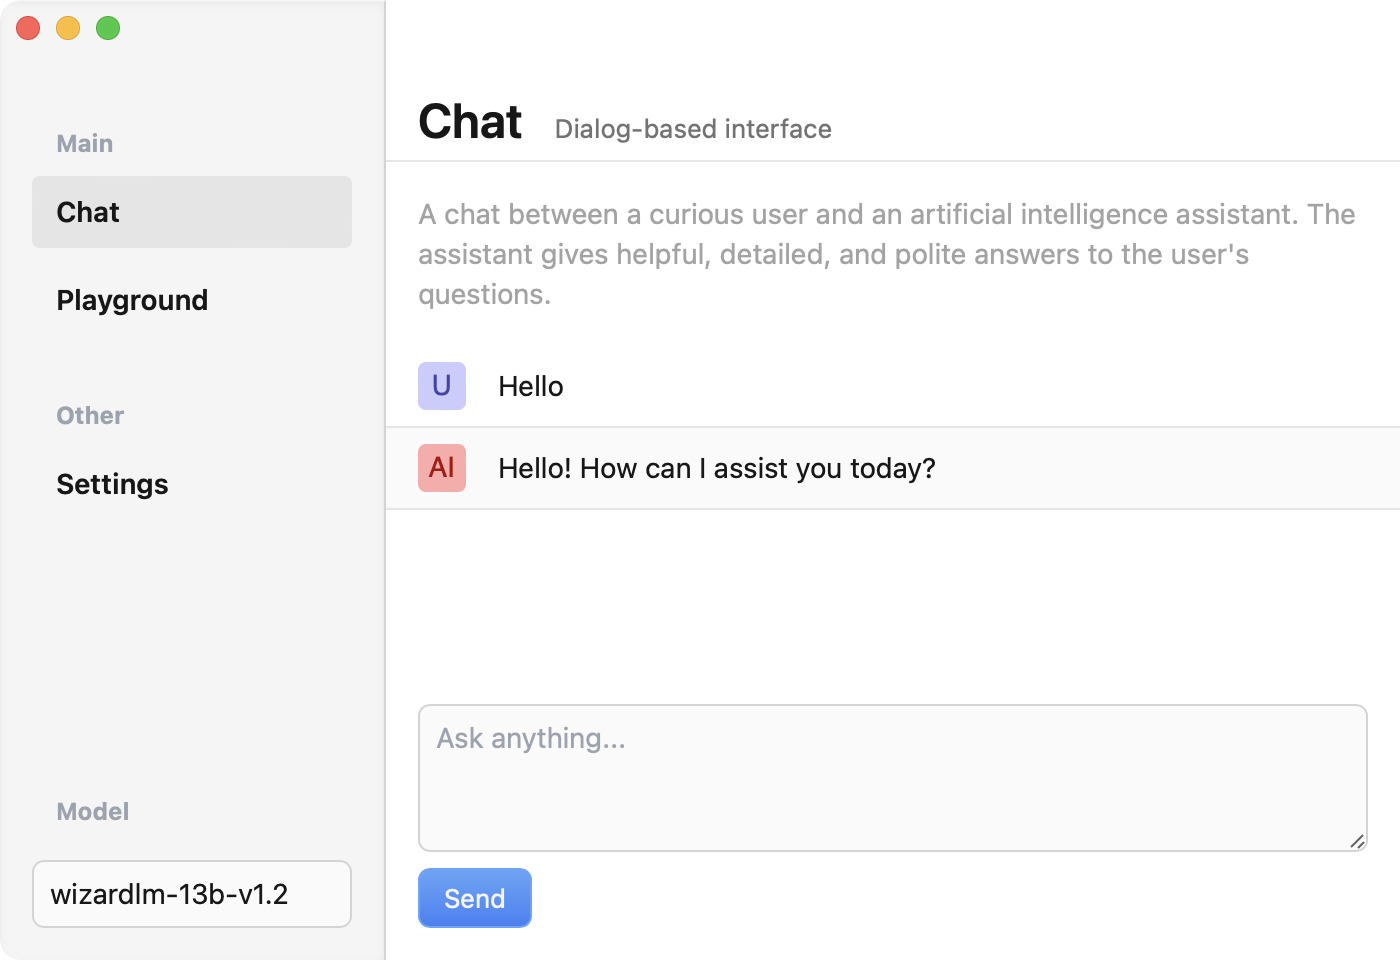 Main
Chat
Playground
Other
Settings
Model
wizardlm-13b-v1.2
Chat
Dialog-based interface
A chat between a curious user and an artificial intelligence assistant. The
assistant gives helpful, detailed, and polite answers to the user's
questions.
U
Hello
AI
Hello! How can I assist you today?
Ask anything...
Send